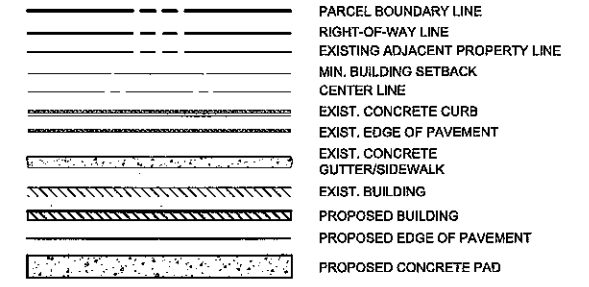 PARCEL BOUNDARY LINE
RIGHT-OF-WAY LINE
EXISTING ADJACENT PROPERTY LINE
MIN. BUILDING SETBACK
CENTER LINE
EXIST. CONCRETE CURB
EXIST. EDGE OF PAVEMENT
EXIST. CONCRETE
GUTTER/SIDEWALK
EXIST. BUILDING
PROPOSED BUILDING
PROPOSED EDGE OF PAVEMENT
PROPOSED CONCRETE PAD